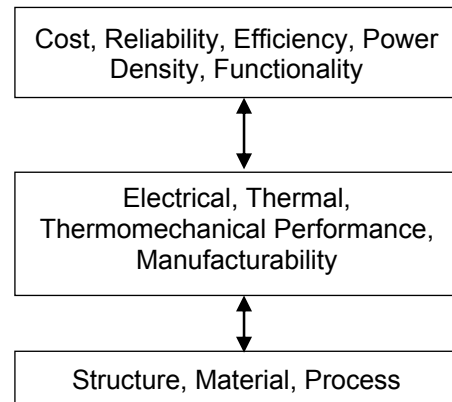 Cost, Reliability, Efficiency, Power
Density, Functionality
Electrical, Thermal,
Thermomechanical Performance,
Manufacturability
Structure, Material, Process